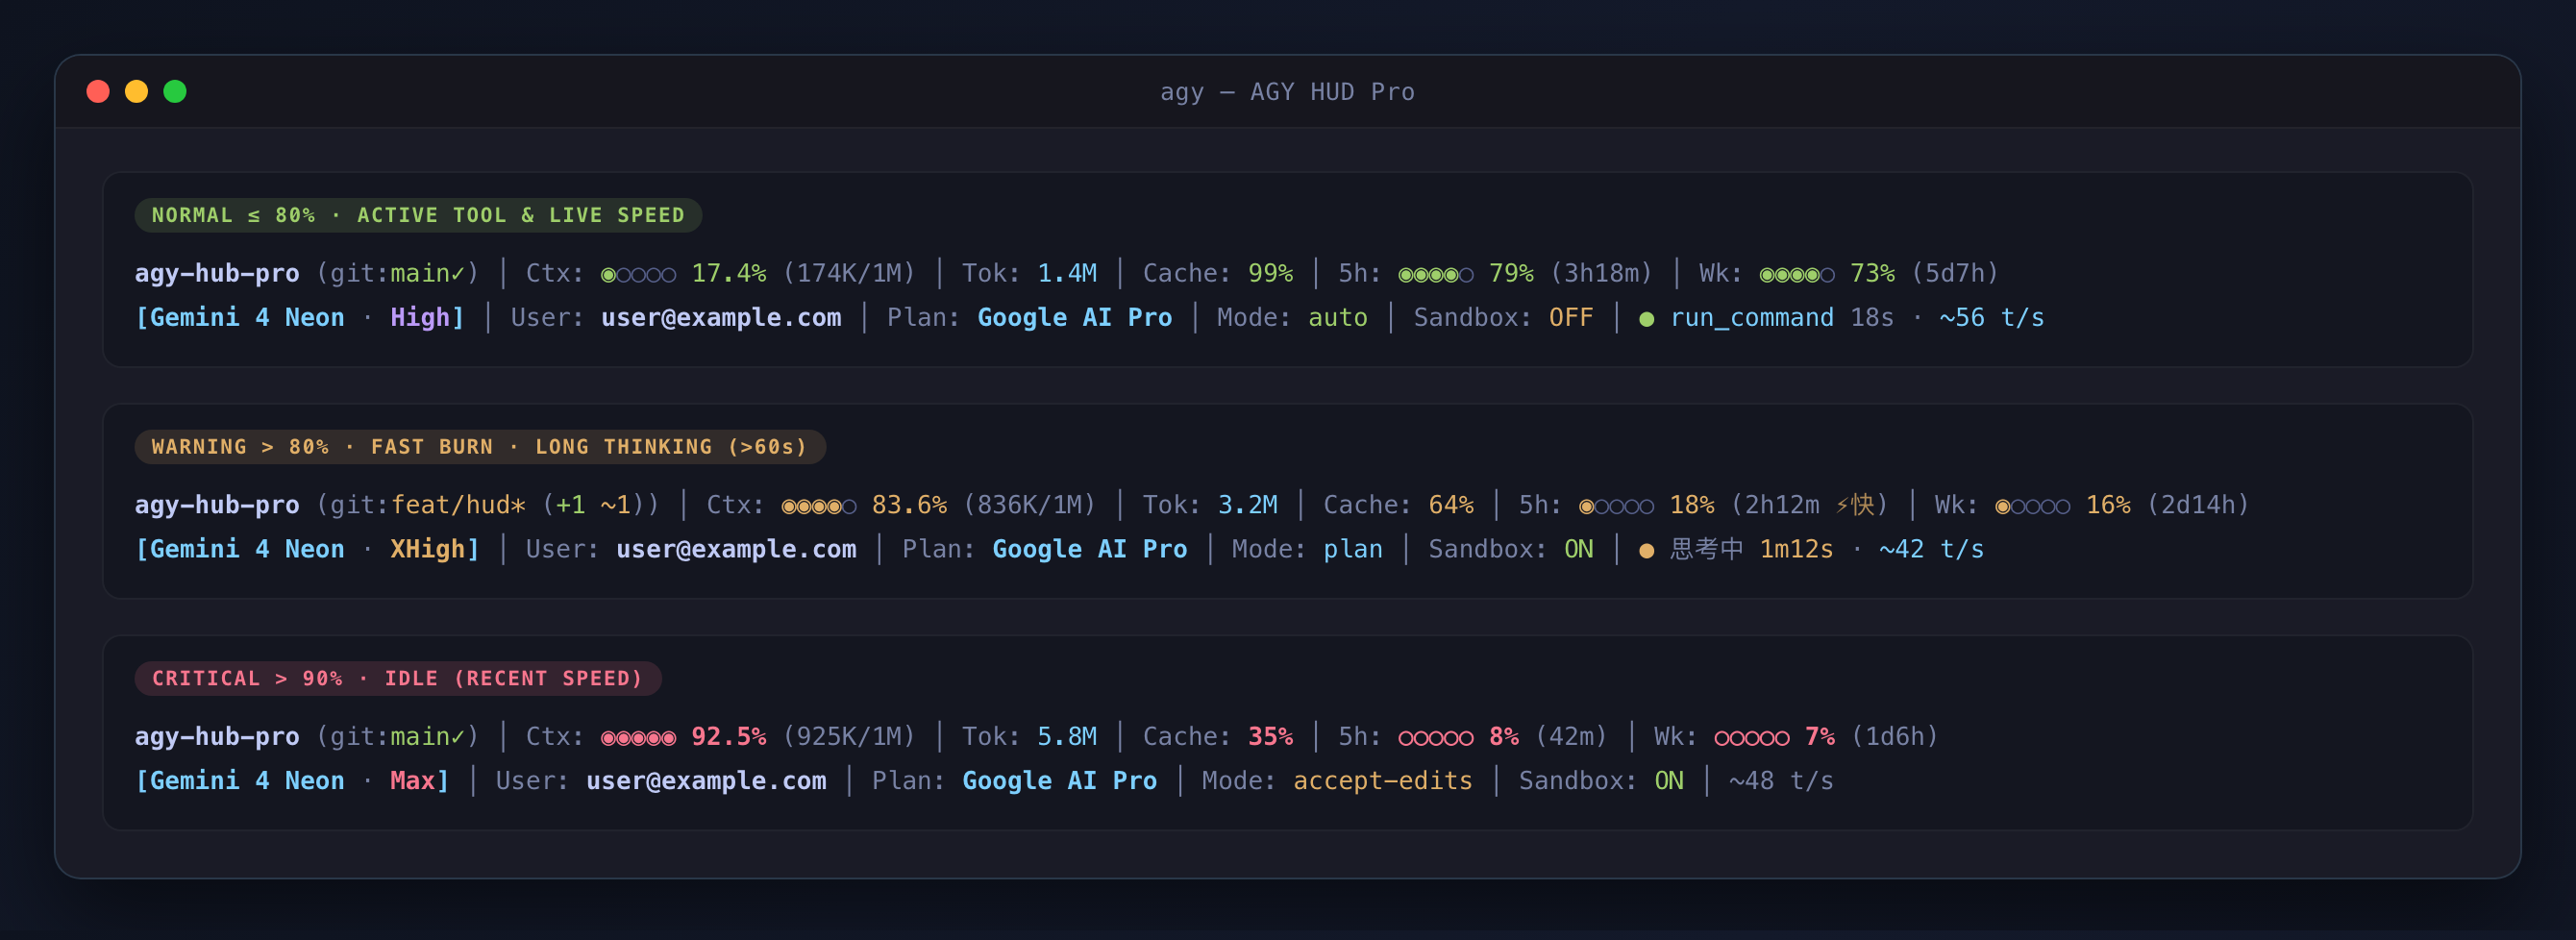 agy — AGY HUD Pro
NORMAL ≤ 80% · ACTIVE TOOL & LIVE SPEED
agy-hub-pro (git:main✓) │ Ctx: ◉○○○○ 17.4% (174K/1M) │ Tok: 1.4M │ Cache: 99% │ 5h: ◉◉◉◉○ 79% (3h18m) │ Wk: ◉◉◉◉○ 73% (5d7h)
[Gemini 4 Neon · High] │ User: user@example.com │ Plan: Google AI Pro │ Mode: auto │ Sandbox: OFF │ ● run_command 18s · ~56 t/s
WARNING > 80% · FAST BURN · LONG THINKING (>60s)
agy-hub-pro (git:feat/hud* (+1 ~1)) │ Ctx: ◉◉◉◉○ 83.6% (836K/1M) │ Tok: 3.2M │ Cache: 64% │ 5h: ◉○○○○ 18% (2h12m ⚡快) │ Wk: ◉○○○○ 16% (2d14h)
[Gemini 4 Neon · XHigh] │ User: user@example.com │ Plan: Google AI Pro │ Mode: plan │ Sandbox: ON │ ● 思考中 1m12s · ~42 t/s
CRITICAL > 90% · IDLE (RECENT SPEED)
agy-hub-pro (git:main✓) │ Ctx: ◉◉◉◉◉ 92.5% (925K/1M) │ Tok: 5.8M │ Cache: 35% │ 5h: ○○○○○ 8% (42m) │ Wk: ○○○○○ 7% (1d6h)
[Gemini 4 Neon · Max] │ User: user@example.com │ Plan: Google AI Pro │ Mode: accept-edits │ Sandbox: ON │ ~48 t/s